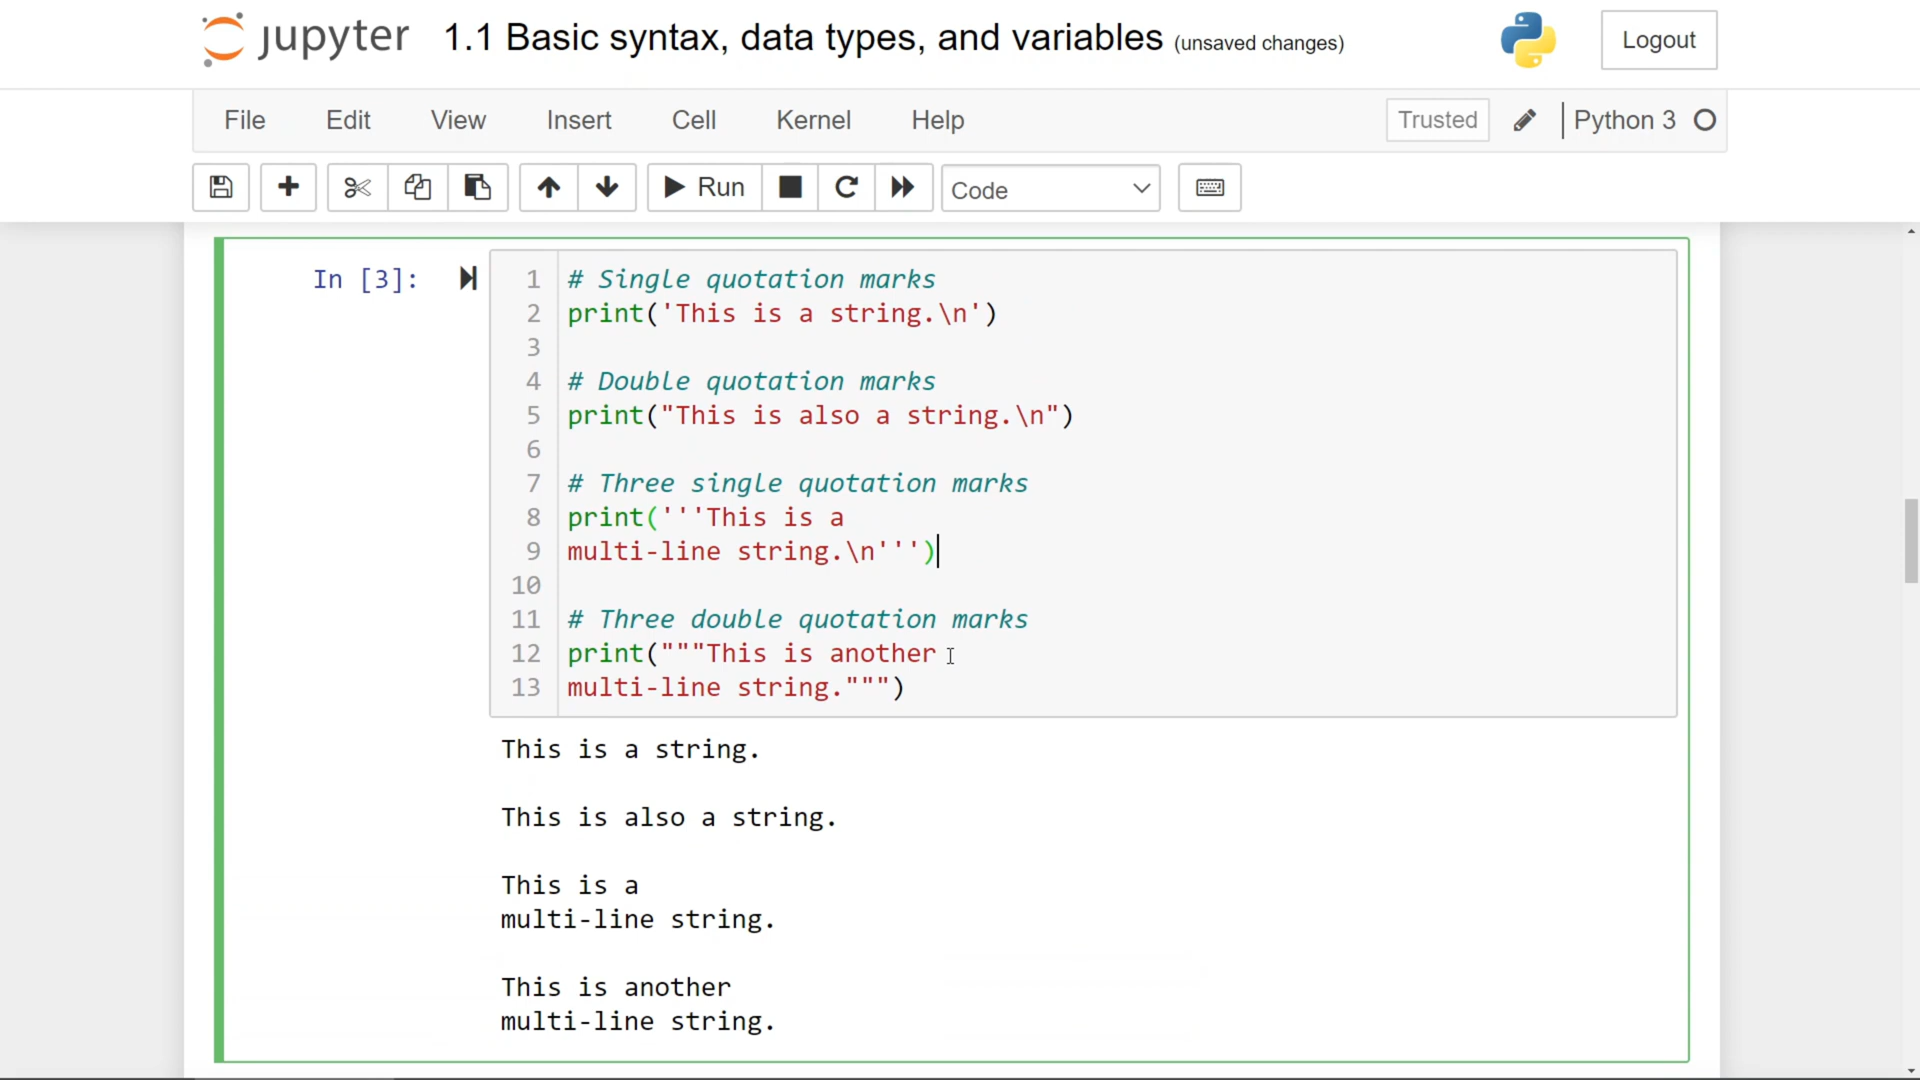 jupyter 1.1 Basic syntax, data types, and variables (unsaved changes) Logout
File Edit View Insert Cell Kernel Help Trusted Python 3
Run Code
In [3]:
1 # Single quotation marks
2 print('This is a string.\n')
3
4 # Double quotation marks
5 print("This is also a string.\n")
6
7 # Three single quotation marks
8 print('''This is a
9 multi-line string.\n''')
10
11 # Three double quotation marks
12 print("""This is another
13 multi-line string.""")
This is a string.
This is also a string.
This is a
multi-line string.
This is another
multi-line string.